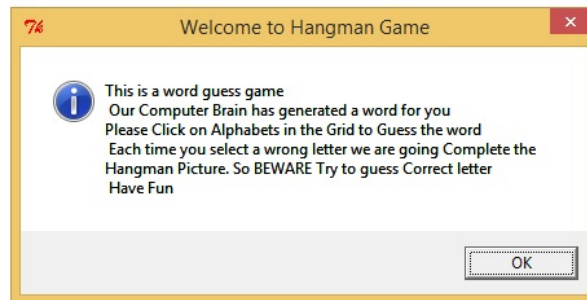 Welcome to Hangman Game
This is a word guess game
Our Computer Brain has generated a word for you
Please Click on Alphabets in the Grid to Guess the word
Each time you select a wrong letter we are going Complete the
Hangman Picture. So BEWARE Try to guess Correct letter
Have Fun
OK